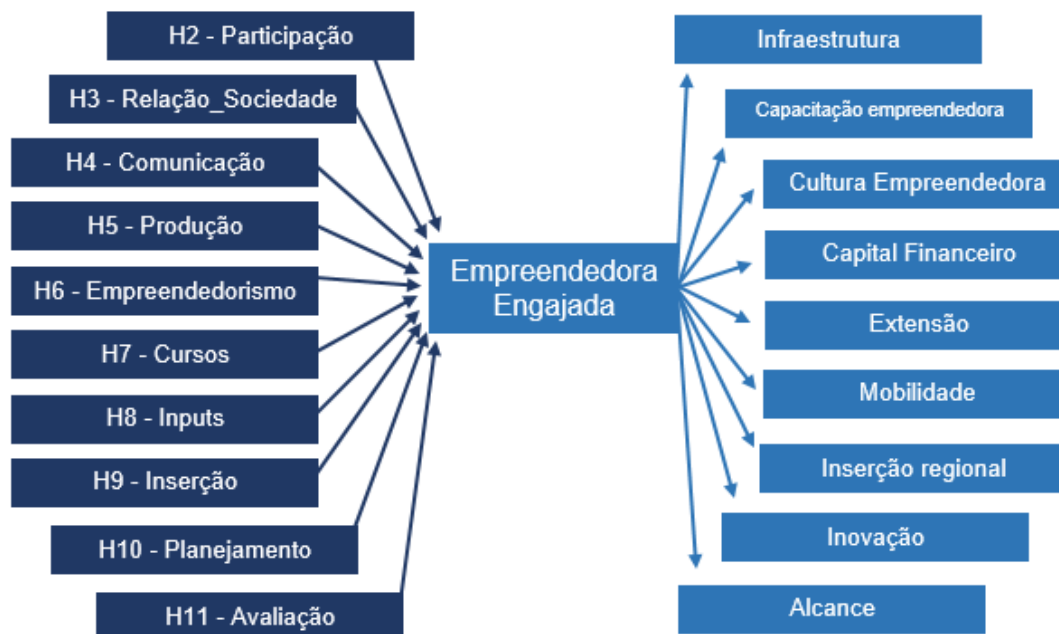 H2 - Participação
H3 - Relação_Sociedade
H4 - Comunicação
H5 - Produção
H6 - Empreendedorismo
H7 - Cursos
H8 - Inputs
H9 - Inserção
H10 - Planejamento
H11 - Avaliação
Empreendedora
Engajada
Infraestrutura
Capacitação empreendedora
Cultura Empreendedora
Capital Financeiro
Extensão
Mobilidade
Inserção regional
Inovação
Alcance